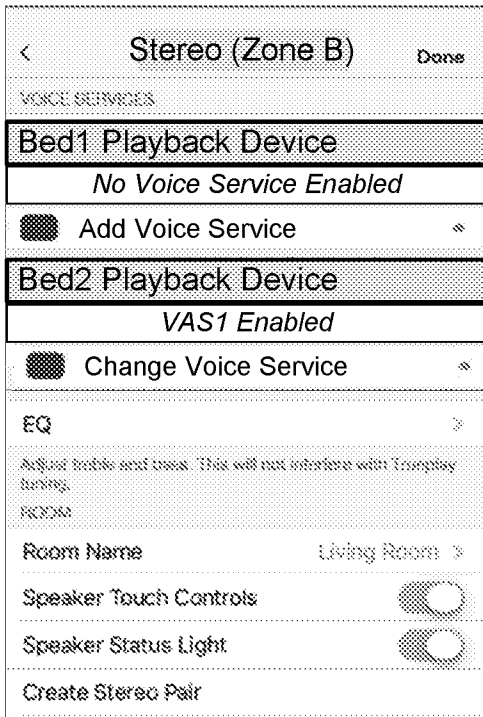 < Stereo (Zone B) Done
VOICE SERVICES
Bed1 Playback Device
No Voice Service Enabled
Add Voice Service
Bed2 Playback Device
VAS1 Enabled
Change Voice Service
EQ >
Adjust treble and bass. This will not interfere with Trueplay
tuning.
ROOM
Room Name Living Room >
Speaker Touch Controls
Speaker Status Light
Create Stereo Pair